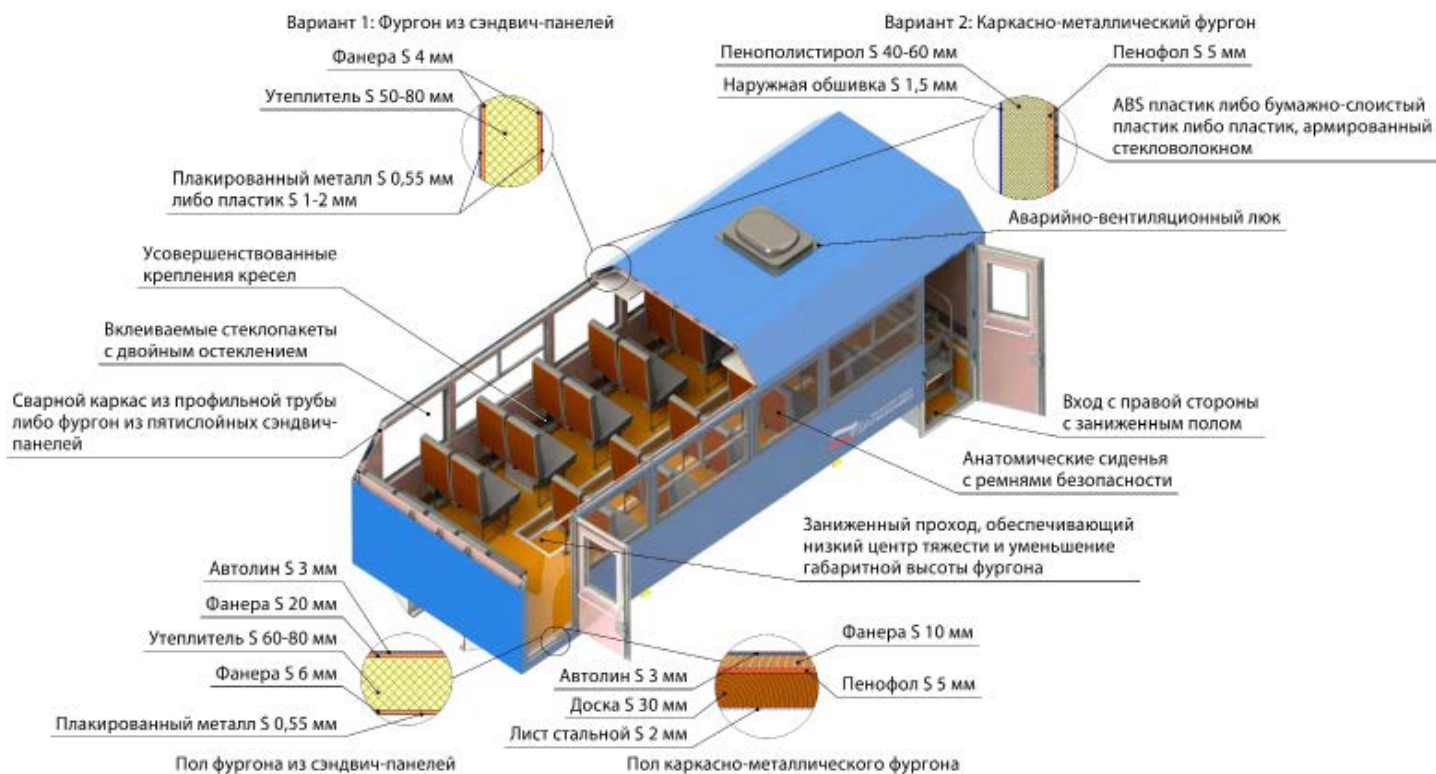 Вариант 1: Фургон из сэндвич-панелей
Фанера S 4 мм
Утеплитель S 50-80 мм
Плакированный металл S 0,55 мм
либо пластик S 1-2 мм
Усовершенствованные
крепления кресел
Вклеиваемые стеклопакеты
с двойным остеклением
Сварной каркас из профильной трубы
либо фургон из пятислойных сэндвич-
панелей
Вариант 2: Каркасно-металлический фургон
Пенополистирол S 40-60 мм
Наружная обшивка S 1,5 мм
Пенофол S 5 мм
ABS пластик либо бумажно-слоистый
пластик либо пластик, армированный
стекловолокном
Аварийно-вентиляционный люк
Вход с правой стороны
с заниженным полом
Анатомические сиденья
с ремнями безопасности
Заниженный проход, обеспечивающий
низкий центр тяжести и уменьшение
габаритной высоты фургона
Автолин S 3 мм
Фанера S 20 мм
Утеплитель S 60-80 мм
Фанера S 6 мм
Плакированный металл S 0,55 мм
Пол фургона из сэндвич-панелей
Фанера S 10 мм
Автолин S 3 мм
Пенофол S 5 мм
Доска S 30 мм
Лист стальной S 2 мм
Пол каркасно-металлического фургона